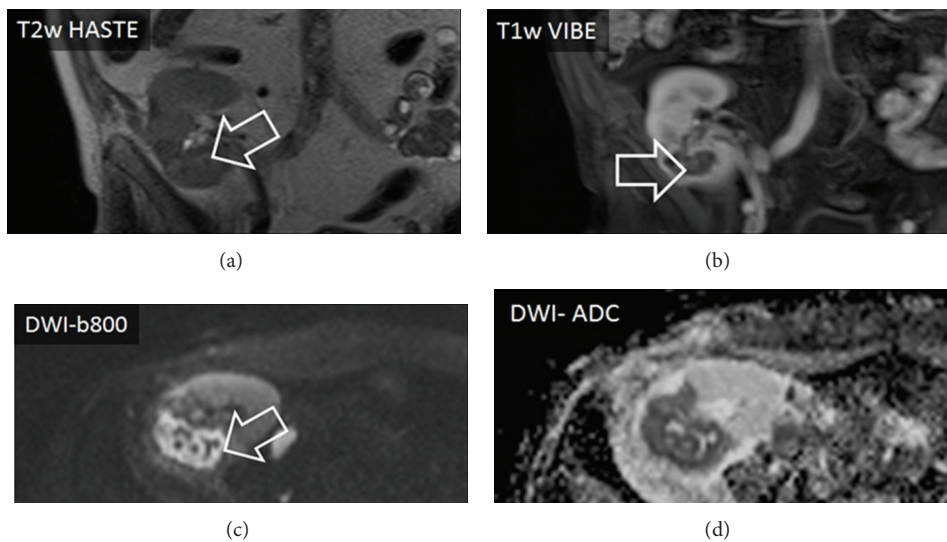 T2w HASTE
T1w VIBE
(a)
(b)
DWI-b800
DWI- ADC
(c)
(d)